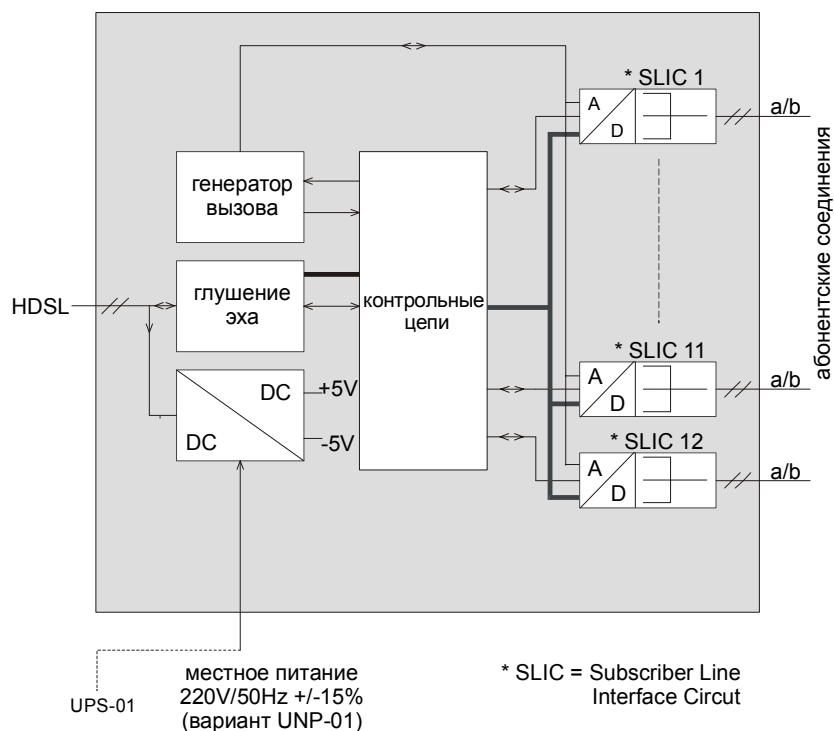 * SLIC 1
A
D
a/b
генератор
вызова
HDSL
глушение
эха
контрольные
цепи
абонентские соединения
DC
DC
+5V
-5V
* SLIC 11
A
D
a/b
* SLIC 12
A
D
a/b
UPS-01
местное питание
220V/50Hz +/-15%
(вариант UNP-01)
* SLIC = Subscriber Line
Interface Circut